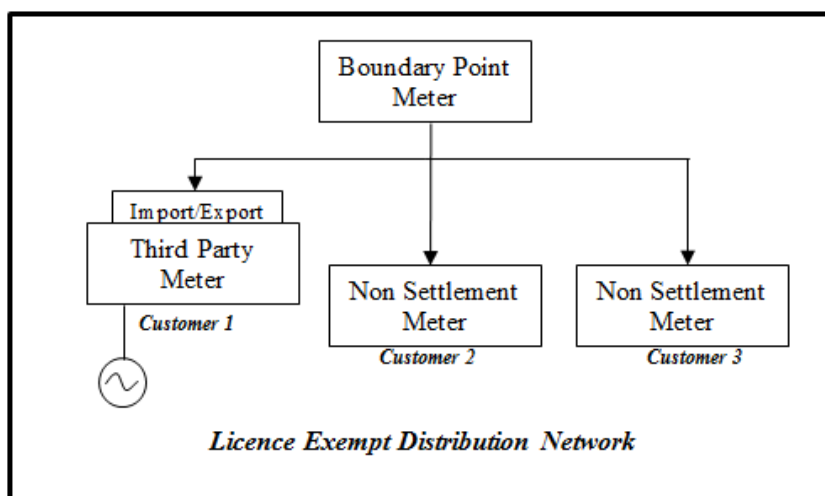 Boundary Point
Meter
Import/Export
Third Party
Meter
Customer 1
Non Settlement
Meter
Customer 2
Non Settlement
Meter
Customer 3
Licence Exempt Distribution Network